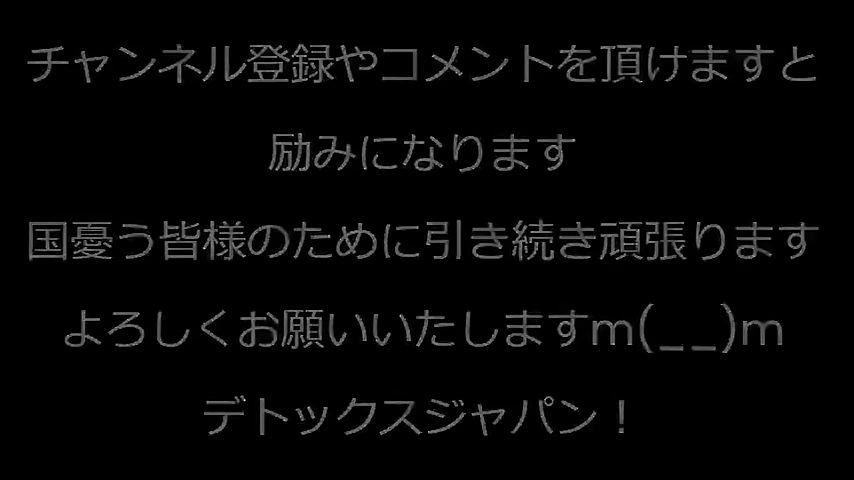 チャンネル登録やコメントを頂けますと
励みになります
国憂う皆様のために引き続き頑張ります
よろしくお願いいたしますm(__)m
デトックスジャパン！